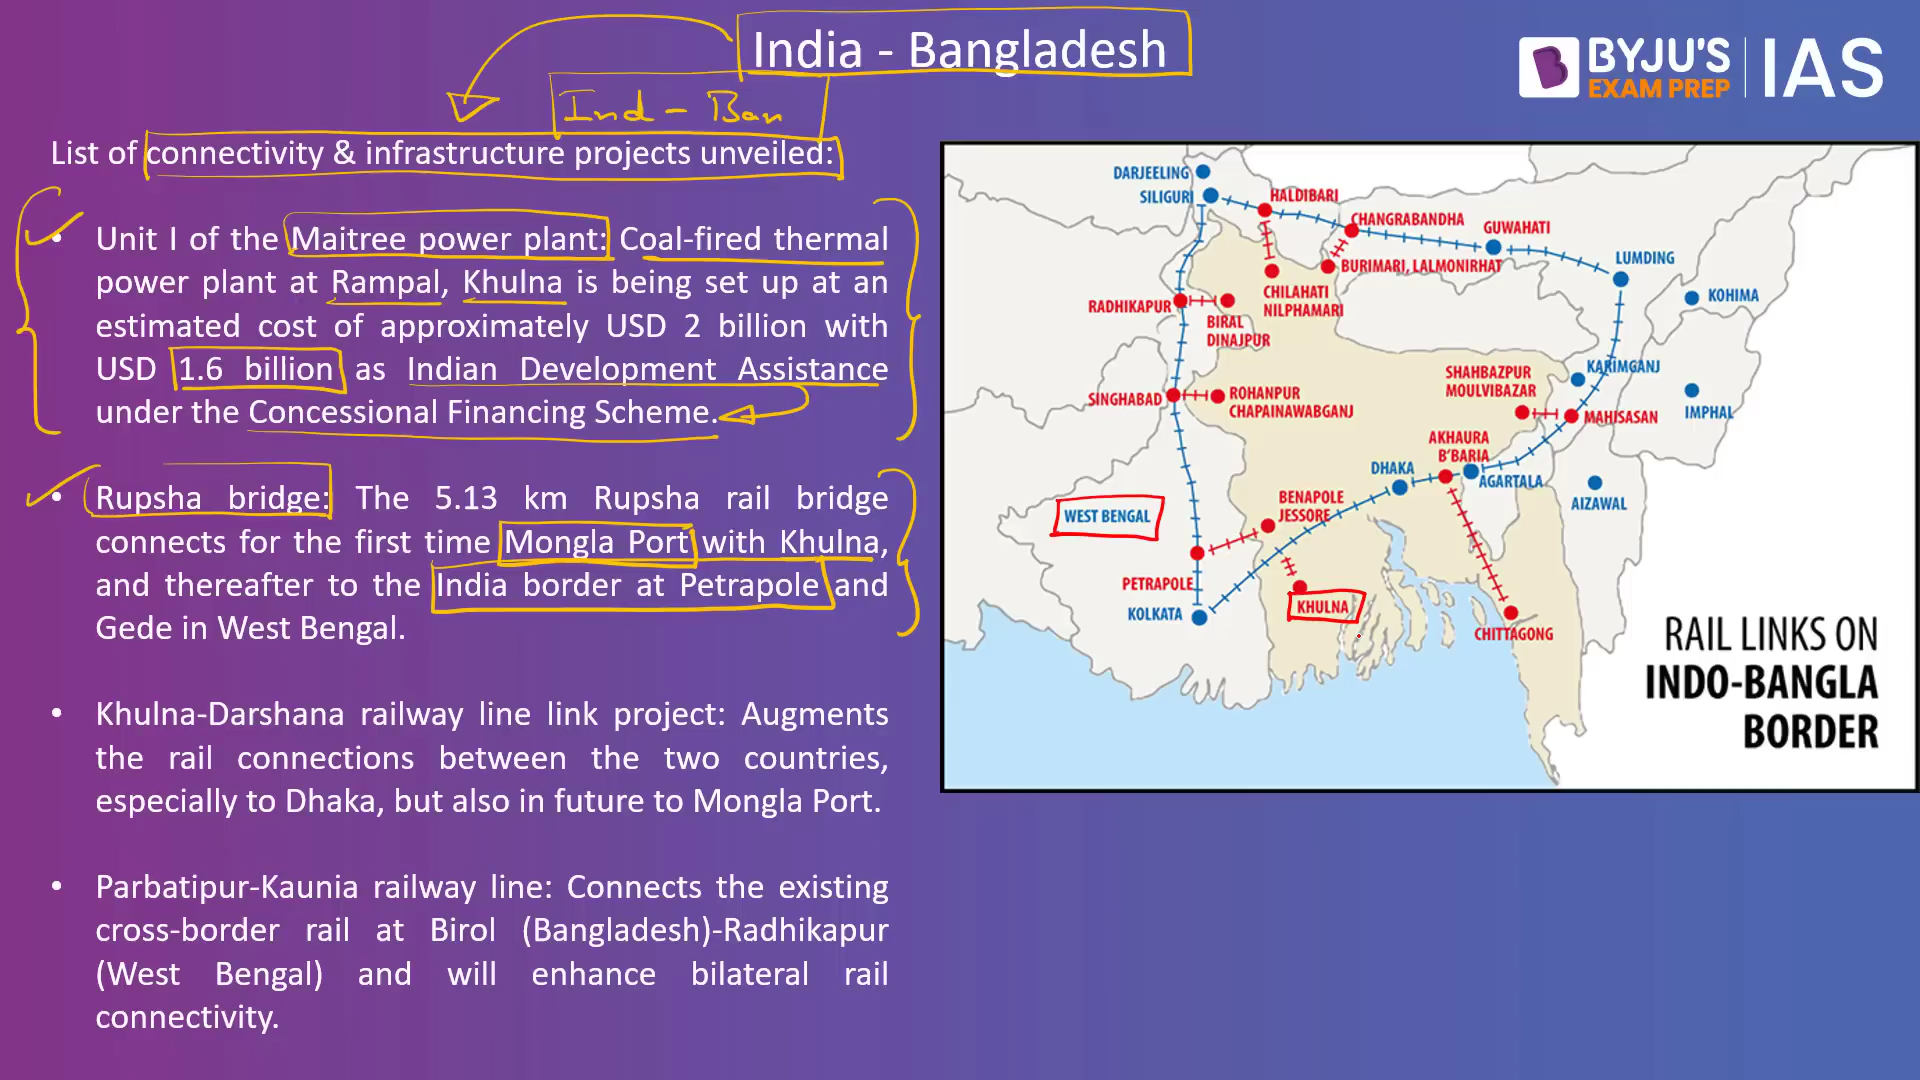 India - Bangladesh
BYJU'S
EXAM PREP
IAS
Ind - Ban
List of connectivity & infrastructure projects unveiled:
• Unit I of the Maitree power plant: Coal-fired thermal
power plant at Rampal, Khulna is being set up at an
estimated cost of approximately USD 2 billion with
USD 1.6 billion as Indian Development Assistance
under the Concessional Financing Scheme.
• Rupsha bridge: The 5.13 km Rupsha rail bridge
connects for the first time Mongla Port with Khulna,
and thereafter to the India border at Petrapole and
Gede in West Bengal.
• Khulna-Darshana railway line link project: Augments
the rail connections between the two countries,
especially to Dhaka, but also in future to Mongla Port.
• Parbatipur-Kaunia railway line: Connects the existing
cross-border rail at Birol (Bangladesh)-Radhikapur
(West Bengal) and will enhance bilateral rail
connectivity.
DARJEELING
SILIGURI
HALDIBARI
CHANGRABANDHA
GUWAHATI
LUMDING
BURIMARI, LALMONIRHAT
KOHIMA
CHILAHATI
NILPHAMARI
RADHIKAPUR
BIRAL
DINAJPUR
KARIMGANJ
SHAHBAZPUR
MOULVIBAZAR
SINGHABAD
ROHANPUR
CHAPAINAWABGANJ
MAHISASAN
IMPHAL
AKHAURA
B'BARIA
DHAKA
AGARTALA
AIZAWAL
BENAPOLE
JESSORE
WEST BENGAL
PETRAPOLE
KOLKATA
KHULNA
CHITTAGONG
RAIL LINKS ON
INDO-BANGLA
BORDER